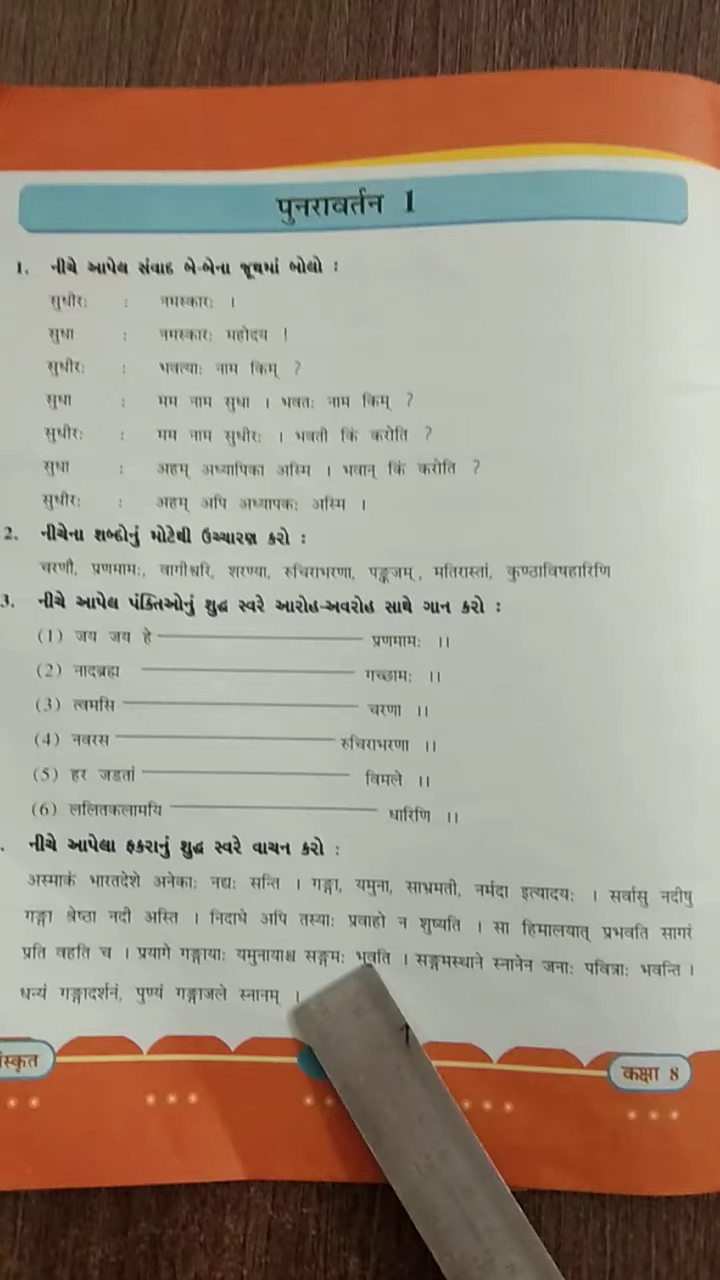 पुनरावर्तन 1
1. નીચે આપેલ સંવાદ બે-બેના જૂથમાં બોલો :
सुधीरः : नमस्कारः ।
सुधा : नमस्कारः महोदय !
सुधीरः : भवत्याः नाम किम् ?
सुधा : मम नाम सुधा । भवतः नाम किम् ?
सुधीरः : मम नाम सुधीरः । भवती किं करोति ?
सुधा : अहम् अध्यापिका अस्मि । भवान् किं करोति ?
सुधीरः : अहम् अपि अध्यापकः अस्मि ।
2. નીચેના શબ્દોનું મોટેથી ઉચ્ચારણ કરો :
चरणौ, प्रणमामः, वागीश्वरि, शरण्या, रुचिराभरणा, पङ्कजम्, मतिरास्तां, कुण्ठाविषहारिणि
3. નીચે આપેલ પંક્તિઓનું શુદ્ધ સ્વરે આરોહ-અવરોહ સાથે ગાન કરો :
(1) जय जय हे ——— प्रणमामः ।।
(2) नादब्रह्म ——— गच्छामः ।।
(3) त्वमसि ——— चरणा ।।
(4) नवरस ——— रुचिराभरणा ।।
(5) हर जडतां ——— विमले ।।
(6) ललितकलामयि ——— धारिणि ।।
. નીચે આપેલા ફકરાનું શુદ્ધ સ્વરે વાચન કરો :
अस्माकं भारतदेशे अनेकाः नद्यः सन्ति । गङ्गा, यमुना, साभ्रमती, नर्मदा इत्यादयः । सर्वासु नदीषु
गङ्गा श्रेष्ठा नदी अस्ति । निदाघे अपि तस्याः प्रवाहो न शुष्यति । सा हिमालयात् प्रभवति सागरं
प्रति वहति च । प्रयागे गङ्गायाः यमुनायाश्च सङ्गमः भवति । सङ्गमस्थाने स्नानेन जनाः पवित्राः भवन्ति ।
धन्यं गङ्गादर्शनं, पुण्यं गङ्गाजले स्नानम् ।
स्कृत
कक्षा 8